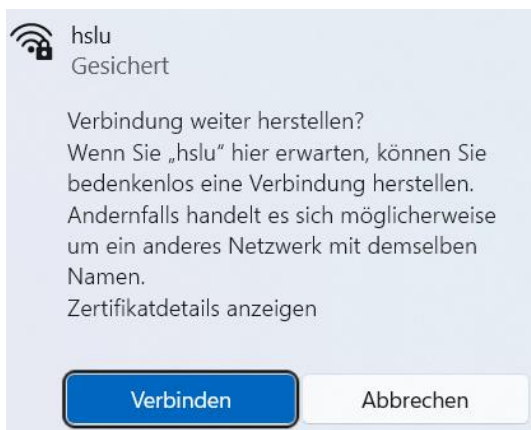 hslu
Gesichert
Verbindung weiter herstellen?
Wenn Sie „hslu“ hier erwarten, können Sie
bedenkenlos eine Verbindung herstellen.
Andernfalls handelt es sich möglicherweise
um ein anderes Netzwerk mit demselben
Namen.
Zertifikatdetails anzeigen
Verbinden
Abbrechen